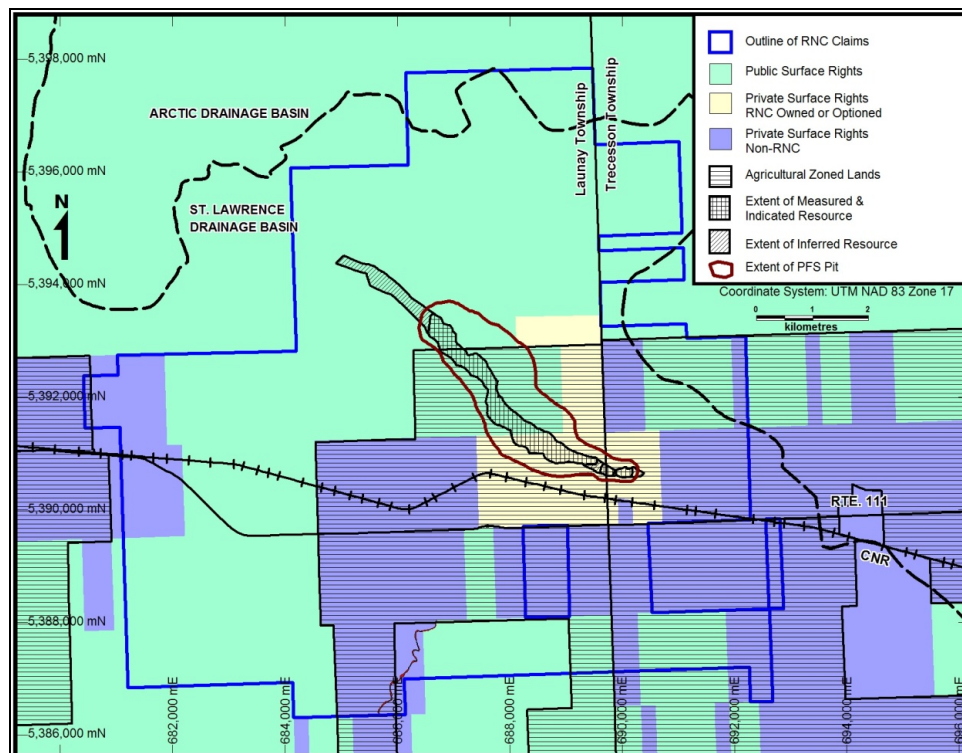 5,398,000 mN
5,396,000 mN
5,394,000 mN
5,392,000 mN
5,390,000 mN
5,388,000 mN
5,386,000 mN
ARCTIC DRAINAGE BASIN
ST. LAWRENCE
DRAINAGE BASIN
N
Launay Township
Trecesson Township
Outline of RNC Claims
Public Surface Rights
Private Surface Rights
RNC Owned or Optioned
Private Surface Rights
Non-RNC
Agricultural Zoned Lands
Extent of Measured &
Indicated Resource
Extent of Inferred Resource
Extent of PFS Pit
Coordinate System: UTM NAD 83 Zone 17
0 1 2
kilometres
RTE. 111
CNR
682,000 mE
684,000 mE
686,000 mE
688,000 mE
690,000 mE
692,000 mE
694,000 mE